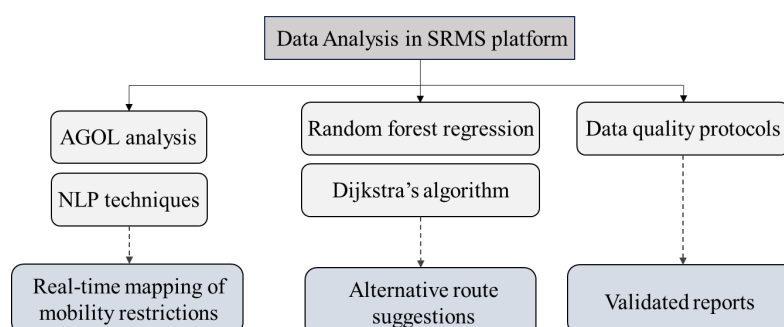 Data Analysis in SRMS platform
AGOL analysis
NLP techniques
Real-time mapping of
mobility restrictions
Random forest regression
Dijkstra's algorithm
Alternative route
suggestions
Data quality protocols
Validated reports